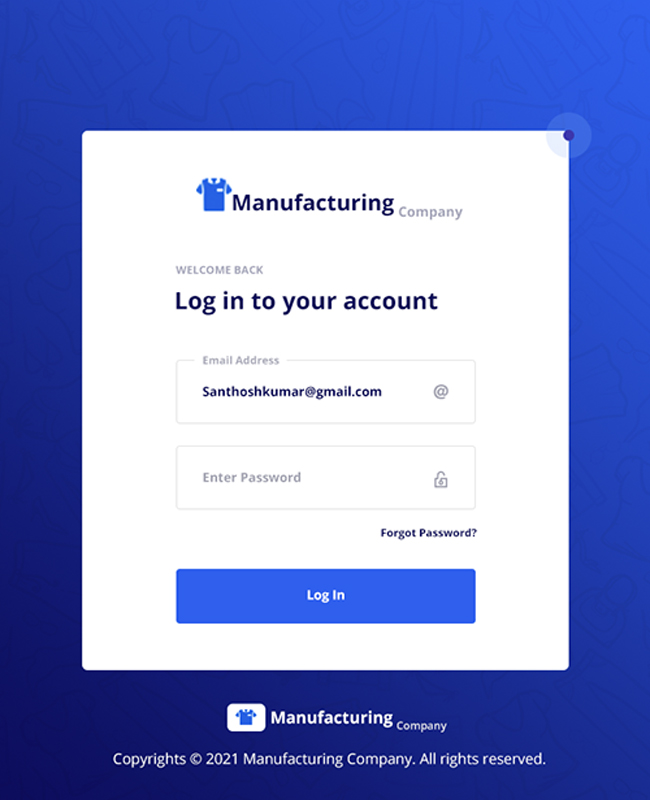 Manufacturing Company
WELCOME BACK
Log in to your account
Email Address
Santhoshkumar@gmail.com @
Enter Password
Forgot Password?
Log In
Manufacturing Company
Copyrights © 2021 Manufacturing Company. All rights reserved.